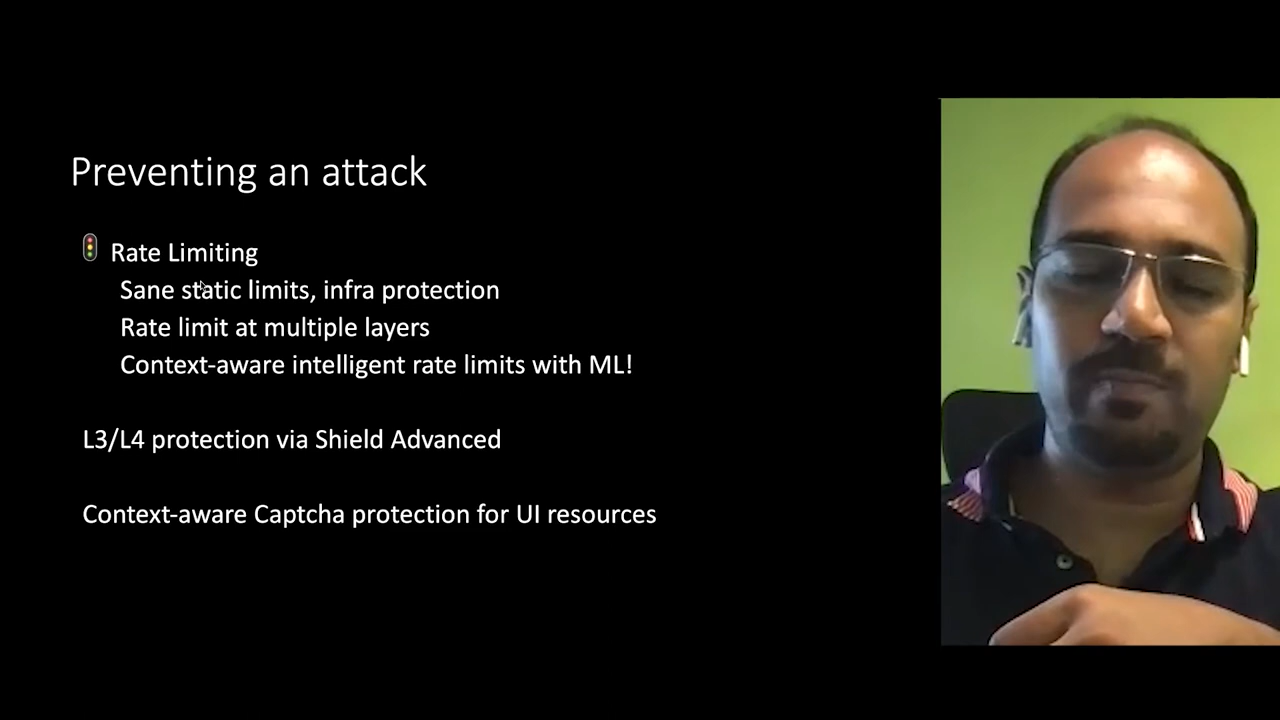 Preventing an attack
Rate Limiting
Sane static limits, infra protection
Rate limit at multiple layers
Context-aware intelligent rate limits with ML!
L3/L4 protection via Shield Advanced
Context-aware Captcha protection for UI resources